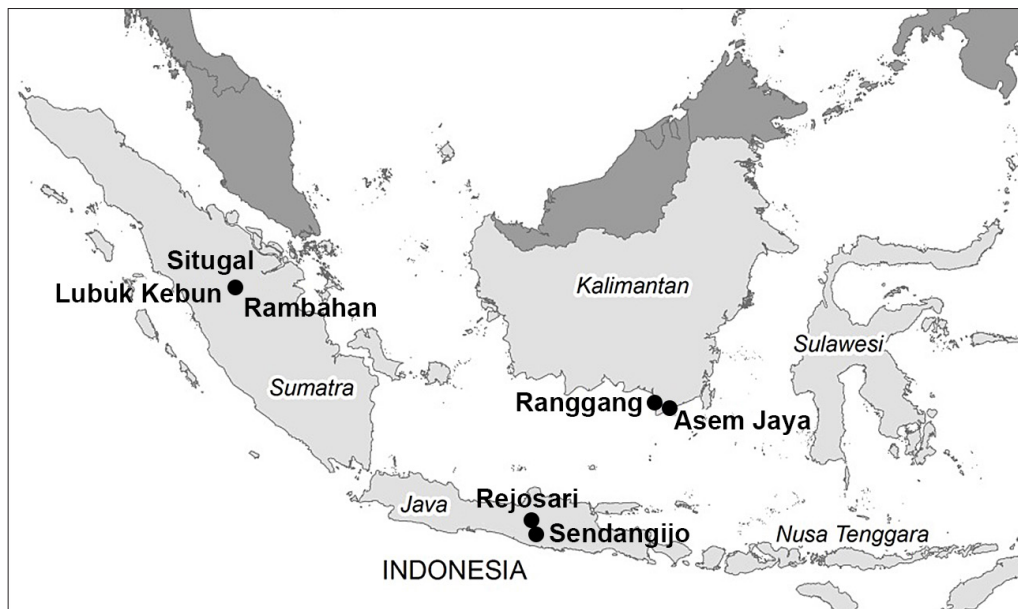 Situgal
Lubuk Kebun
Rambahan
Kalimantan
Sulawesi
Sumatra
Ranggang
Asem Jaya
Java
Rejosari
Sendangijo
Nusa Tenggara
INDONESIA